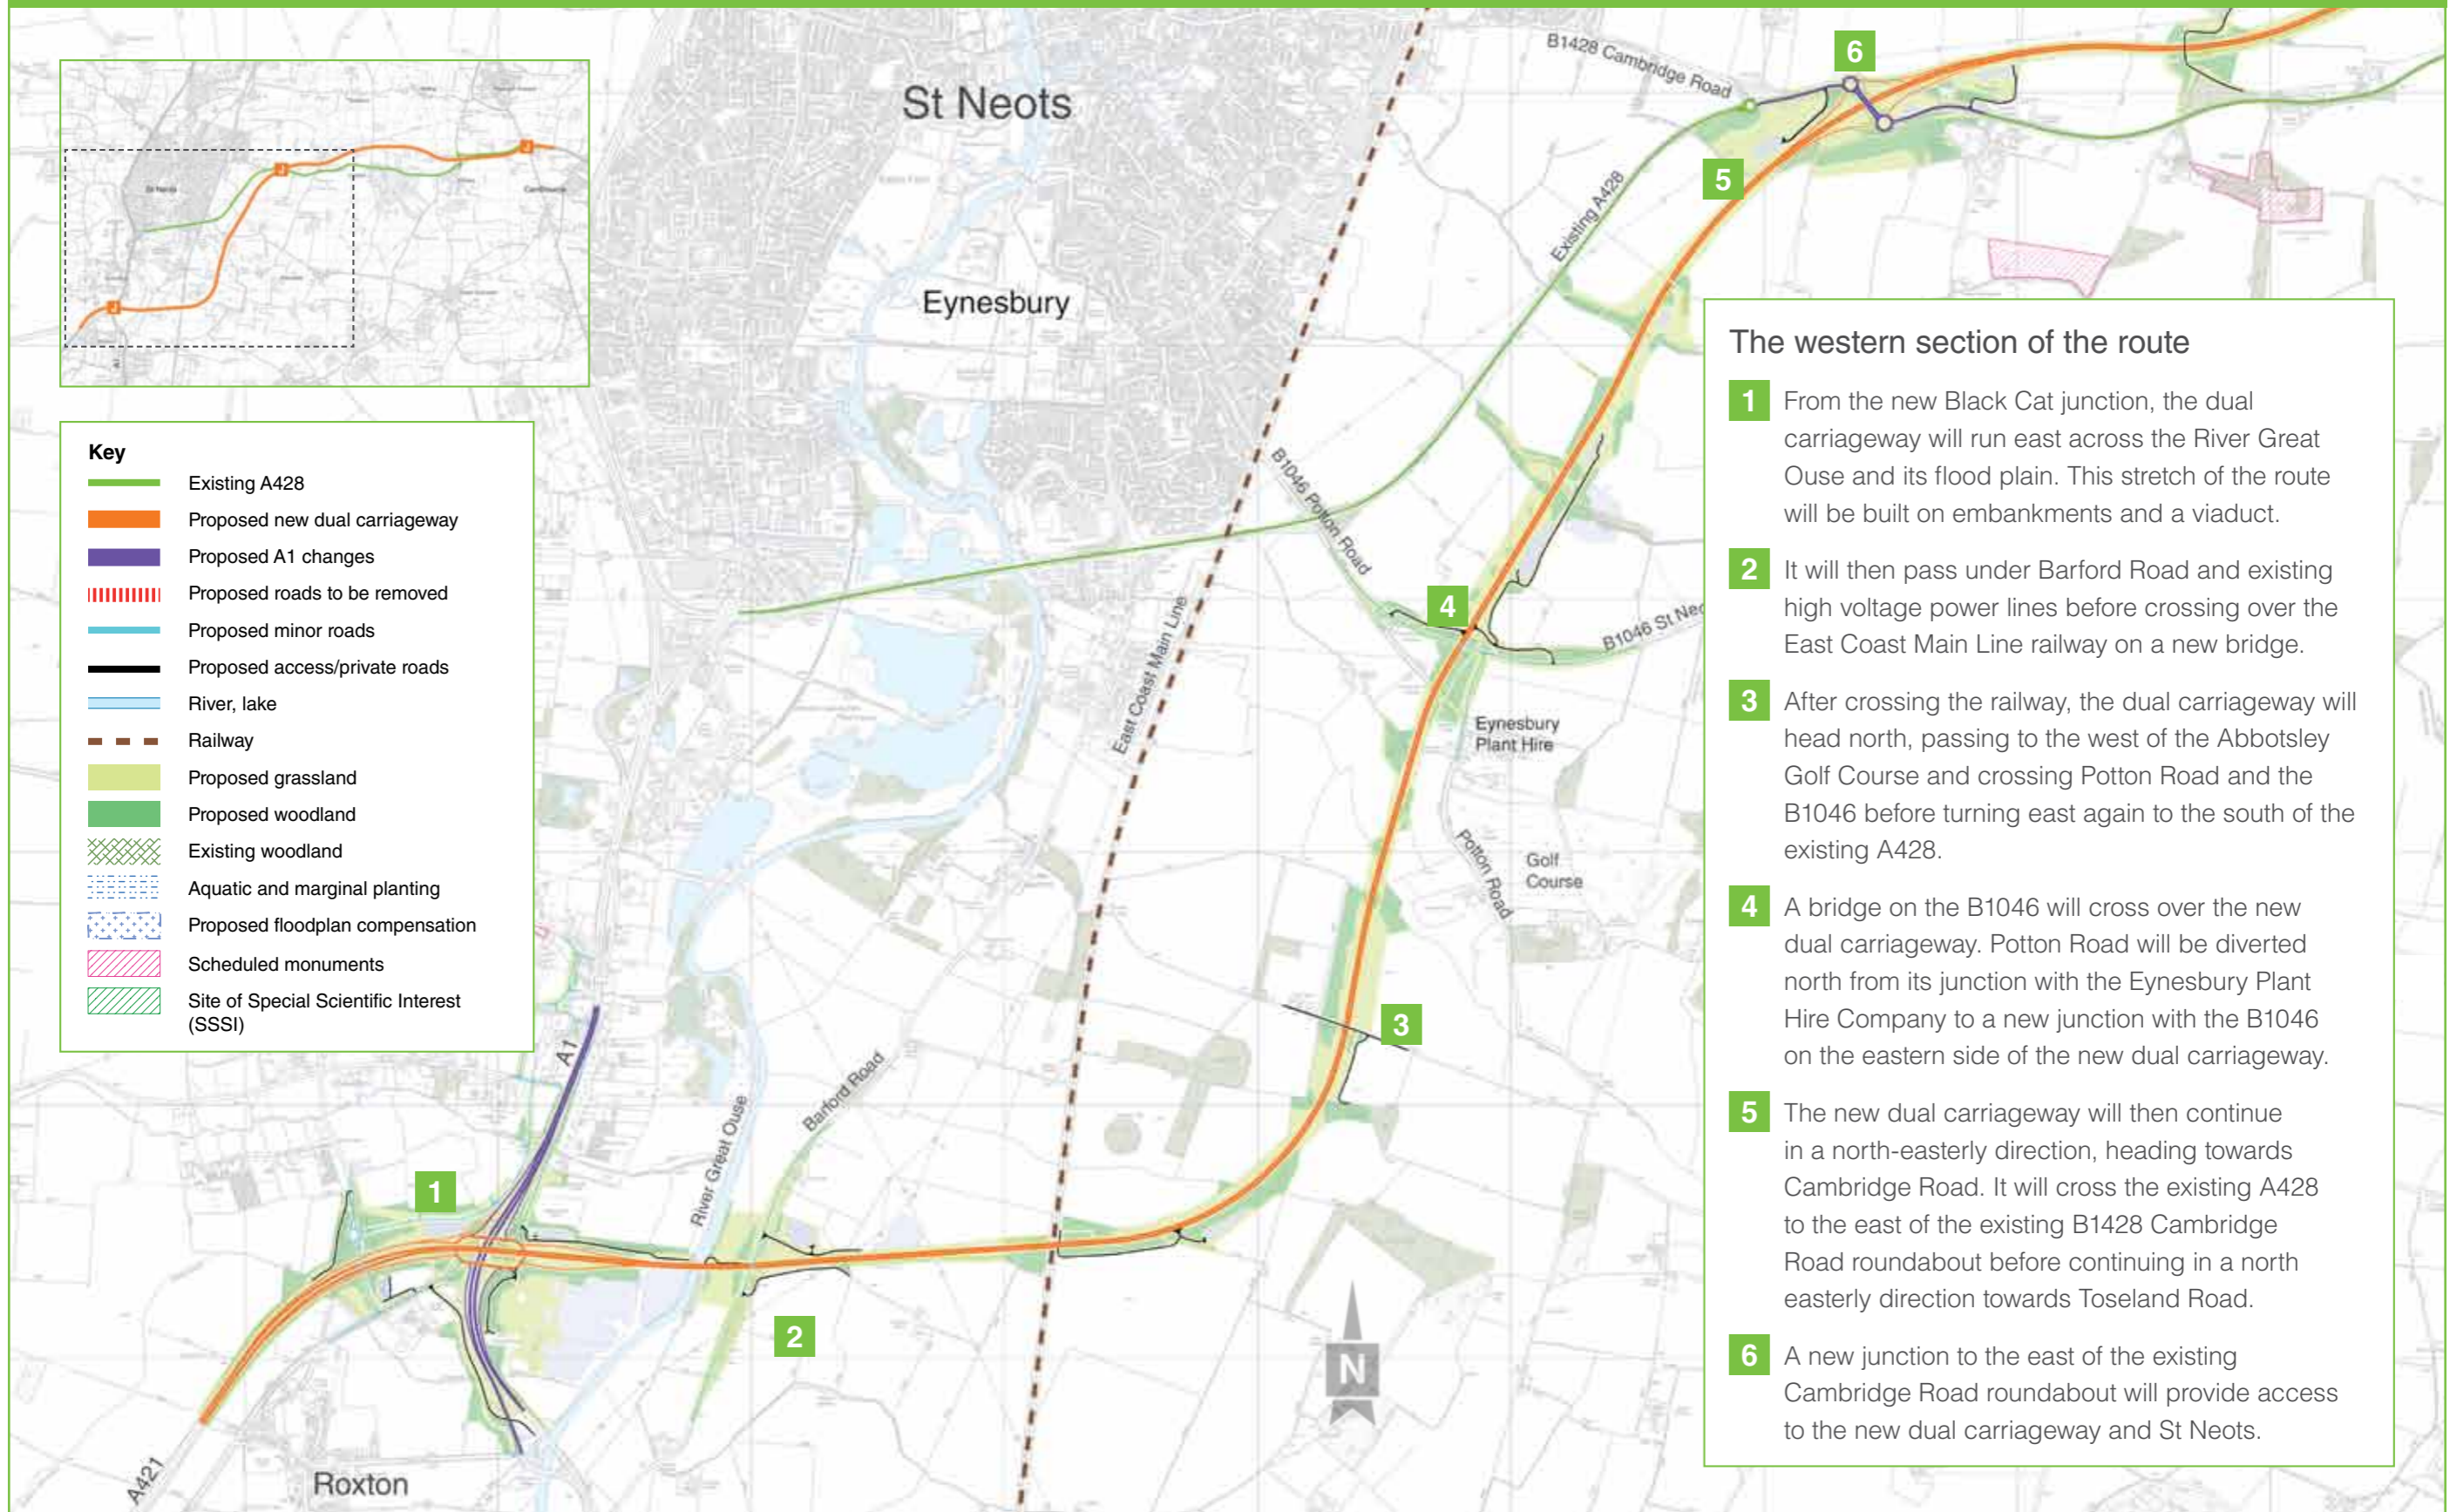 St Neots
Eynesbury
B1428 Cambridge Road
6
5
Existing A428
B1046 Potton Road
4
B1046 St Neo
East Coast Main Line
Eynesbury
Plant Hire
Potton Road
Golf
Course
3
A1
River Great Ouse
Barford Road
1
2
A421
Roxton
N
St Neots
Cambourne
A1
J
J
J
Key
Existing A428
Proposed new dual carriageway
Proposed A1 changes
Proposed roads to be removed
Proposed minor roads
Proposed access/private roads
River, lake
Railway
Proposed grassland
Proposed woodland
Existing woodland
Aquatic and marginal planting
Proposed floodplan compensation
Scheduled monuments
Site of Special Scientific Interest
(SSSI)
The western section of the route
1 From the new Black Cat junction, the dual
carriageway will run east across the River Great
Ouse and its flood plain. This stretch of the route
will be built on embankments and a viaduct.
2 It will then pass under Barford Road and existing
high voltage power lines before crossing over the
East Coast Main Line railway on a new bridge.
3 After crossing the railway, the dual carriageway will
head north, passing to the west of the Abbotsley
Golf Course and crossing Potton Road and the
B1046 before turning east again to the south of the
existing A428.
4 A bridge on the B1046 will cross over the new
dual carriageway. Potton Road will be diverted
north from its junction with the Eynesbury Plant
Hire Company to a new junction with the B1046
on the eastern side of the new dual carriageway.
5 The new dual carriageway will then continue
in a north-easterly direction, heading towards
Cambridge Road. It will cross the existing A428
to the east of the existing B1428 Cambridge
Road roundabout before continuing in a north
easterly direction towards Toseland Road.
6 A new junction to the east of the existing
Cambridge Road roundabout will provide access
to the new dual carriageway and St Neots.